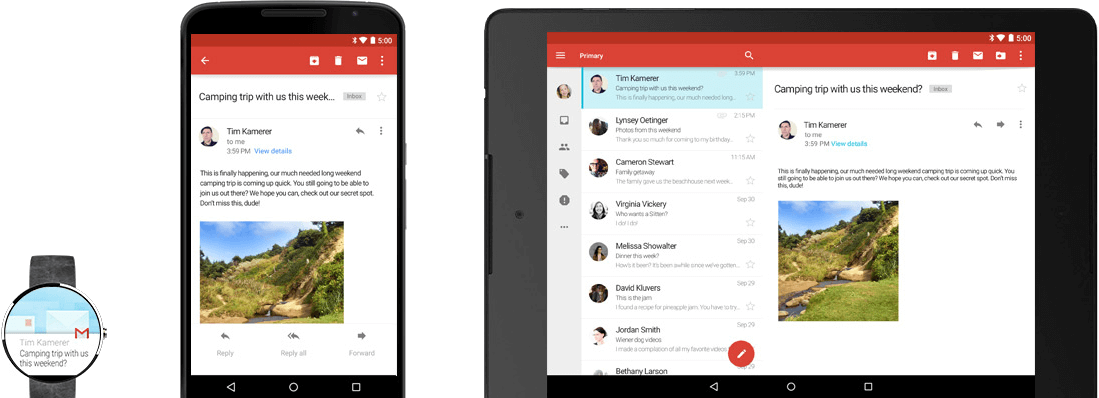 Tim Kamerer
Camping trip with us
this weekend?
5:00
Camping trip with us this week...
Inbox
Tim Kamerer
to me
3:59 PM View details
This is finally happening, our much needed long weekend
camping trip is coming up quick. You still going to be able to
join us out there? We hope you can, check out our secret spot.
Don't miss this, dude!
Reply
Reply all
Forward
5:00
Primary
Tim Kamerer
3:59 PM
Camping trip with us this weekend?
This is finally happening, our much needed long...
Lynsey Oetinger
2:15 PM
Photos from this weekend
Thank you so much for coming to my birthday...
Cameron Stewart
11:15 AM
Family getaway
The family gave us the beachhouse next week...
Virginia Vickery
Sep 30
Who wants a Sitten?
I do! I do!
Melissa Showalter
Sep 30
Dinner this week?
How's it been? It's been awhile since we've gotten...
David Kluvers
Sep 29
This is the jam
I found a recipe for pineapple jam. You have to try...
Jordan Smith
Sep 29
Wiener dog videos
I made a compilation of all my favorite videos
Bethany Larson
Sep 29
Camping trip with us this weekend?
Inbox
Tim Kamerer
to me
3:59 PM View details
This is finally happening, our much needed long weekend camping trip is coming up quick. You
still going to be able to join us out there? We hope you can, check out our secret spot. Don't miss
this, dude!